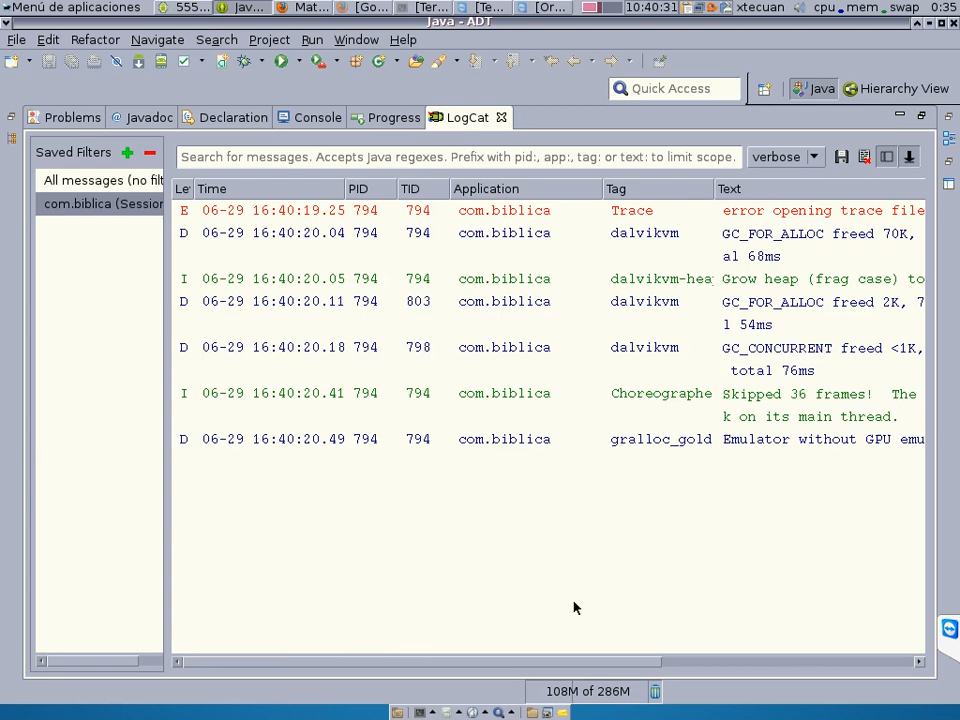 Menú de aplicaciones 555... Jav... Mat... [Go... [Ter... [Te... [Or... 10:40:31 xtecuan cpu mem swap 0:35
Java - ADT
File Edit Refactor Navigate Search Project Run Window Help
Quick Access Java Hierarchy View
Problems Javadoc Declaration Console Progress LogCat
Saved Filters Search for messages. Accepts Java regexes. Prefix with pid:, app:, tag: or text: to limit scope. verbose
All messages (no filt
com.biblica (Session
Le Time PID TID Application Tag Text
E 06-29 16:40:19.25 794 794 com.biblica Trace error opening trace file
D 06-29 16:40:20.04 794 794 com.biblica dalvikvm GC_FOR_ALLOC freed 70K,
al 68ms
I 06-29 16:40:20.05 794 794 com.biblica dalvikvm-hea Grow heap (frag case) to
D 06-29 16:40:20.11 794 803 com.biblica dalvikvm GC_FOR_ALLOC freed 2K, 7
l 54ms
D 06-29 16:40:20.18 794 798 com.biblica dalvikvm GC_CONCURRENT freed <1K,
total 76ms
I 06-29 16:40:20.41 794 794 com.biblica Choreographe Skipped 36 frames! The
k on its main thread.
D 06-29 16:40:20.49 794 794 com.biblica gralloc_gold Emulator without GPU emu
108M of 286M